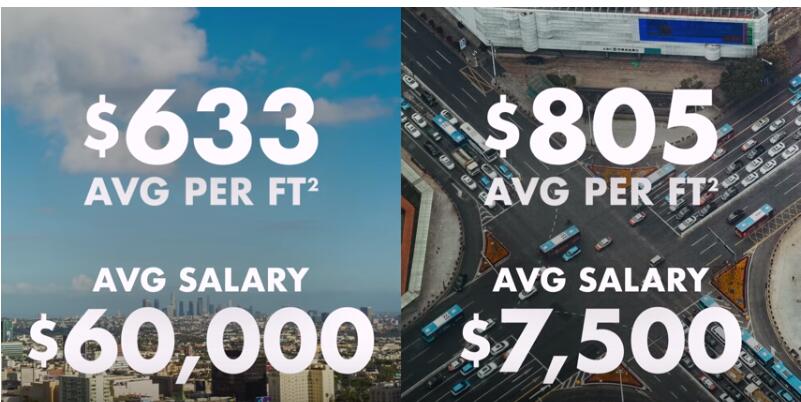 $633
AVG PER FT²
AVG SALARY
$60,000
$805
AVG PER FT²
AVG SALARY
$7,500